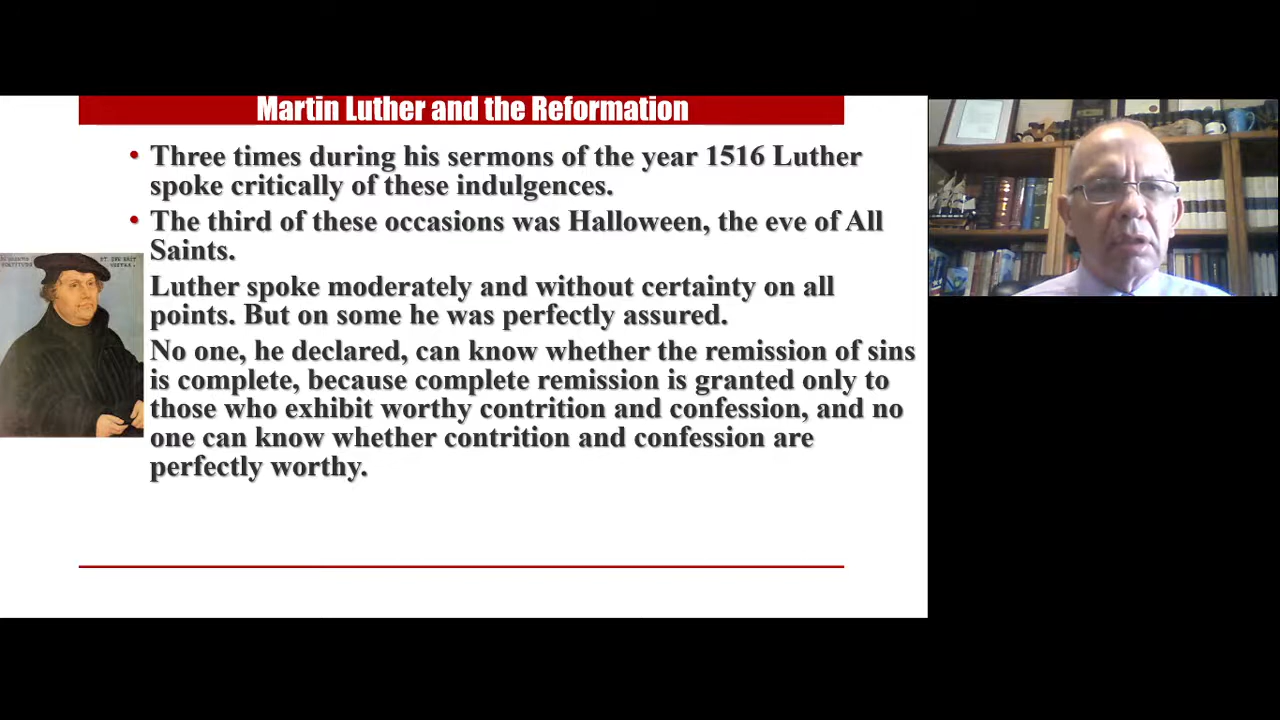 Martin Luther and the Reformation
• Three times during his sermons of the year 1516 Luther
spoke critically of these indulgences.
• The third of these occasions was Halloween, the eve of All
Saints.
Luther spoke moderately and without certainty on all
points. But on some he was perfectly assured.
No one, he declared, can know whether the remission of sins
is complete, because complete remission is granted only to
those who exhibit worthy contrition and confession, and no
one can know whether contrition and confession are
perfectly worthy.